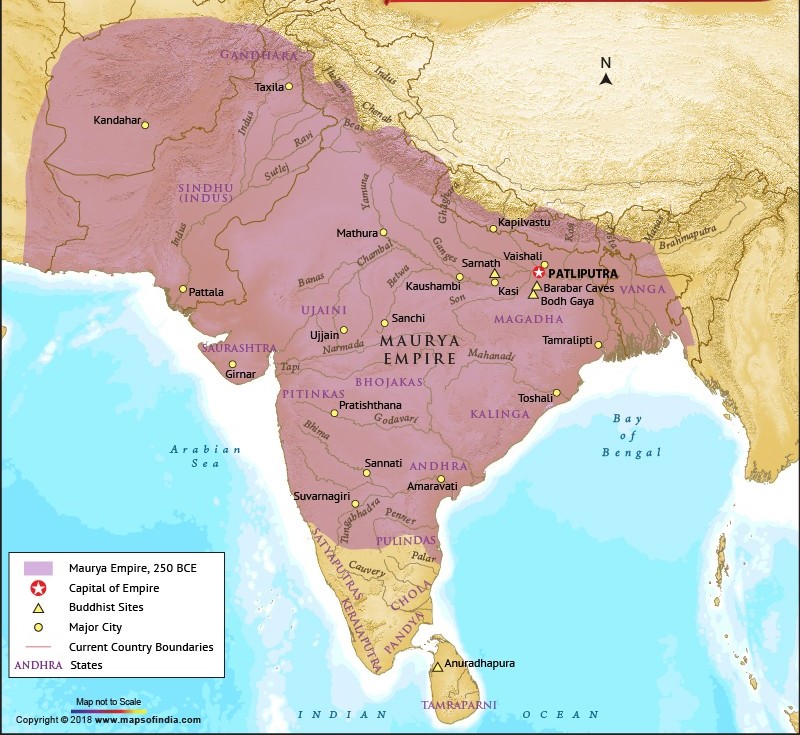 N
GANDHARA
Taxila
Kandahar
Indus
Jhelum
Indus
Chenab
Beas
Ravi
Sutlej
SINDHU
(INDUS)
Indus
Yamuna
Ghaghara
Kapilvastu
Mathura
Chambal
Ganges
Sarnath
Vaishali
Kosi
Brahmaputra
PATLIPUTRA
Banas
Betwa
Kaushambi
Kasi
Barabar Caves
Bodh Gaya
VANGA
Pattala
Son
UJAINI
Sanchi
MAGADHA
Ujjain
MAURYA
EMPIRE
Tamralipti
SAURASHTRA
Narmada
Girnar
Tapi
Mahanadi
BHOJAKAS
PITINKAS
Toshali
Pratishthana
KALINGA
Godavari
Bay
of
Bengal
Bhima
Arabian
Sea
Sannati
ANDHRA
Amaravati
Suvarnagiri
Tungabhadra
Penner
PULINDAS
SATYAPUTRAS
Palar
Cauvery
CHOLA
KERALAPUTRA
PANDYA
Anuradhapura
TAMRAPARNI
INDIAN OCEAN
Maurya Empire, 250 BCE
Capital of Empire
Buddhist Sites
Major City
Current Country Boundaries
ANDHRA States
Map not to Scale
Copyright © 2018 www.mapsofindia.com